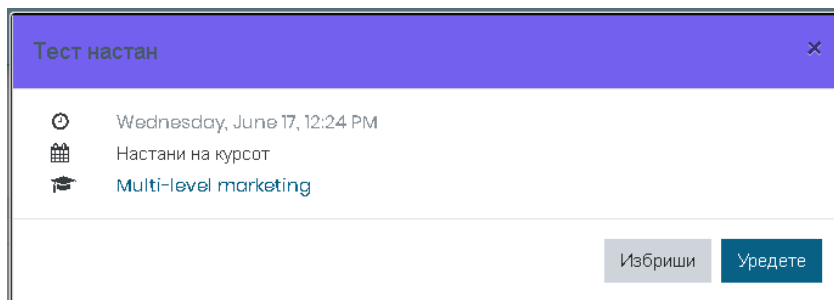 Тест настан
×
Wednesday, June 17, 12:24 PM
Настани на курсот
Multi-level marketing
Избриши Уредете